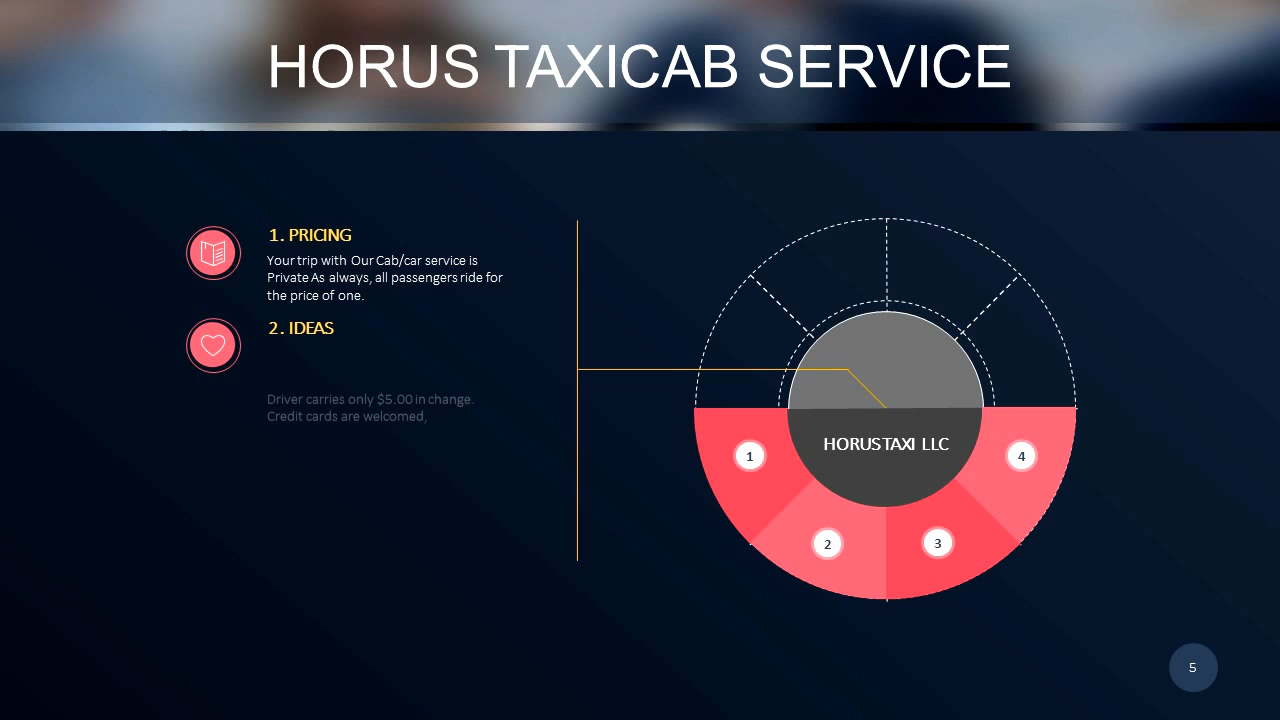 HORUS TAXICAB SERVICE
1. PRICING
Your trip with Our Cab/car service is
Private As always, all passengers ride for
the price of one.
2. IDEAS
Driver carries only $5.00 in change.
Credit cards are welcomed,
HORUSTAXI LLC
1
4
2
3
5